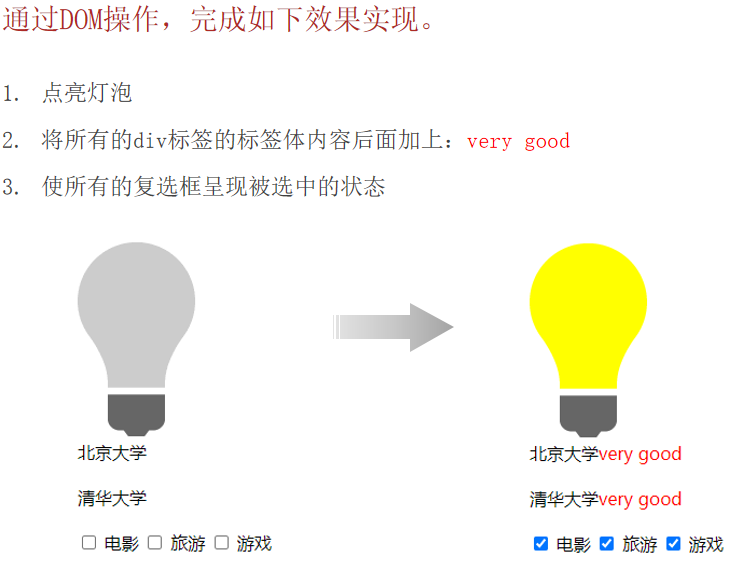 通过DOM操作，完成如下效果实现。
1. 点亮灯泡
2. 将所有的div标签的标签体内容后面加上：very good
3. 使所有的复选框呈现被选中的状态
北京大学
清华大学
电影 旅游 游戏
北京大学very good
清华大学very good
电影 旅游 游戏